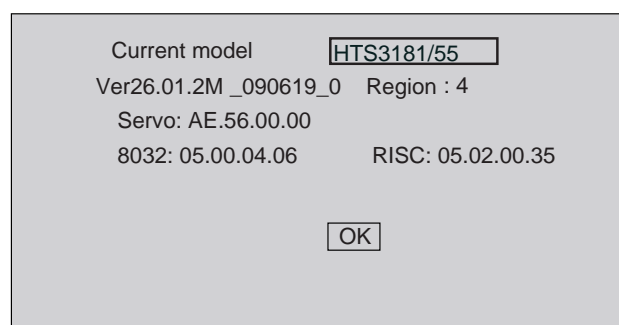 Current model HTS3181/55
Ver26.01.2M _090619_0 Region : 4
Servo: AE.56.00.00
8032: 05.00.04.06 RISC: 05.02.00.35
OK